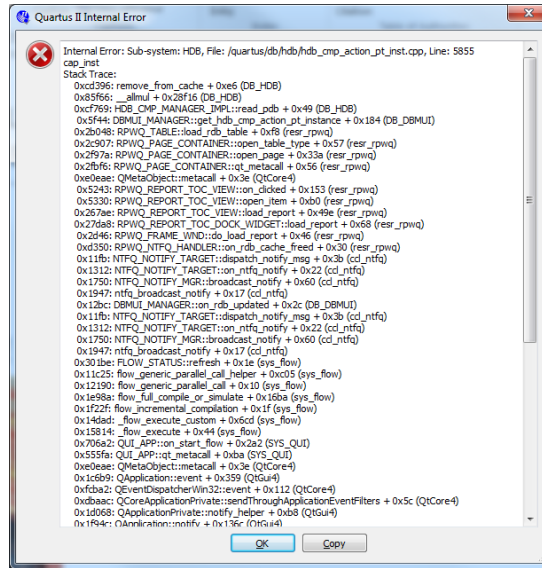 Quartus II Internal Error
Internal Error: Sub-system: HDB, File: /quartus/db/hdb/hdb_cmp_action_pt_inst.cpp, Line: 5855
cap_inst
Stack Trace:
0xcd396: remove_from_cache + 0xe6 (DB_HDB)
0x85f66: __allmul + 0x28f16 (DB_HDB)
0xcf769: HDB_CMP_MANAGER_IMPL::read_pdb + 0x49 (DB_HDB)
0x5f44: DBMUI_MANAGER::get_hdb_cmp_action_pt_instance + 0x184 (DB_DBMUI)
0x2b048: RPWQ_TABLE::load_rdb_table + 0xf8 (resr_rpwq)
0x2c907: RPWQ_PAGE_CONTAINER::open_table_type + 0x57 (resr_rpwq)
0x2f97a: RPWQ_PAGE_CONTAINER::open_page + 0x33a (resr_rpwq)
0x2fbf6: RPWQ_PAGE_CONTAINER::qt_metacall + 0x56 (resr_rpwq)
0xe0eae: QMetaObject::metacall + 0x3e (QtCore4)
0x5243: RPWQ_REPORT_TOC_VIEW::on_clicked + 0x153 (resr_rpwq)
0x5330: RPWQ_REPORT_TOC_VIEW::open_item + 0xb0 (resr_rpwq)
0x267ae: RPWQ_REPORT_TOC_VIEW::load_report + 0x49e (resr_rpwq)
0x27da8: RPWQ_REPORT_TOC_DOCK_WIDGET::load_report + 0x68 (resr_rpwq)
0x2d46: RPWQ_FRAME_WND::do_load_report + 0x46 (resr_rpwq)
0xd350: RPWQ_NTFQ_HANDLER::on_rdb_cache_freed + 0x30 (resr_rpwq)
0x11fb: NTFQ_NOTIFY_TARGET::dispatch_notify_msg + 0x3b (ccl_ntfq)
0x1312: NTFQ_NOTIFY_TARGET::on_ntfq_notify + 0x22 (ccl_ntfq)
0x1750: NTFQ_NOTIFY_MGR::broadcast_notify + 0x60 (ccl_ntfq)
0x1947: ntfq_broadcast_notify + 0x17 (ccl_ntfq)
0x12bc: DBMUI_MANAGER::on_rdb_updated + 0x2c (DB_DBMUI)
0x11fb: NTFQ_NOTIFY_TARGET::dispatch_notify_msg + 0x3b (ccl_ntfq)
0x1312: NTFQ_NOTIFY_TARGET::on_ntfq_notify + 0x22 (ccl_ntfq)
0x1750: NTFQ_NOTIFY_MGR::broadcast_notify + 0x60 (ccl_ntfq)
0x1947: ntfq_broadcast_notify + 0x17 (ccl_ntfq)
0x301be: FLOW_STATUS::refresh + 0x1e (sys_flow)
0x11c25: flow_generic_parallel_call_helper + 0xc05 (sys_flow)
0x12190: flow_generic_parallel_call + 0x10 (sys_flow)
0x1e98a: flow_full_compile_or_simulate + 0x16ba (sys_flow)
0x1f22f: flow_incremental_compilation + 0x1f (sys_flow)
0x14dad: _flow_execute_custom + 0x6cd (sys_flow)
0x15814: _flow_execute + 0x44 (sys_flow)
0x706a2: QUI_APP::on_start_flow + 0x2a2 (SYS_QUI)
0x555fa: QUI_APP::qt_metacall + 0xba (SYS_QUI)
0xe0eae: QMetaObject::metacall + 0x3e (QtCore4)
0x1c6b9: QApplication::event + 0x359 (QtGui4)
0xfcba2: QEventDispatcherWin32::event + 0x112 (QtCore4)
0xdbaac: QCoreApplicationPrivate::sendThroughApplicationEventFilters + 0x5c (QtCore4)
0x1d068: QApplicationPrivate::notify_helper + 0xb8 (QtGui4)
0x1f94c: QApplication::notify + 0x136c (QtGui4)
OK Copy